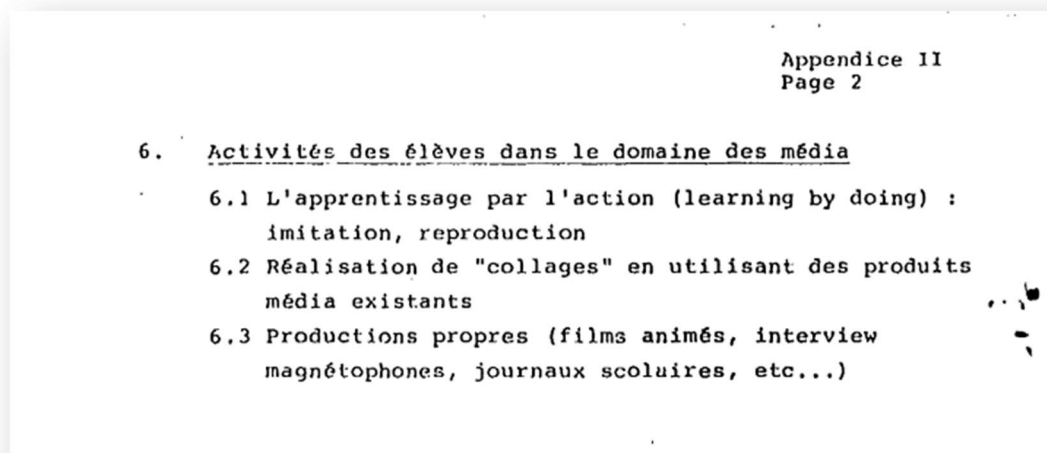 Appendice II
Page 2
6. Activités des élèves dans le domaine des média
6.1 L'apprentissage par l'action (learning by doing) :
imitation, reproduction
6.2 Réalisation de "collages" en utilisant des produits
média existants
6.3 Productions propres (films animés, interview
magnétophones, journaux scolaires, etc...)